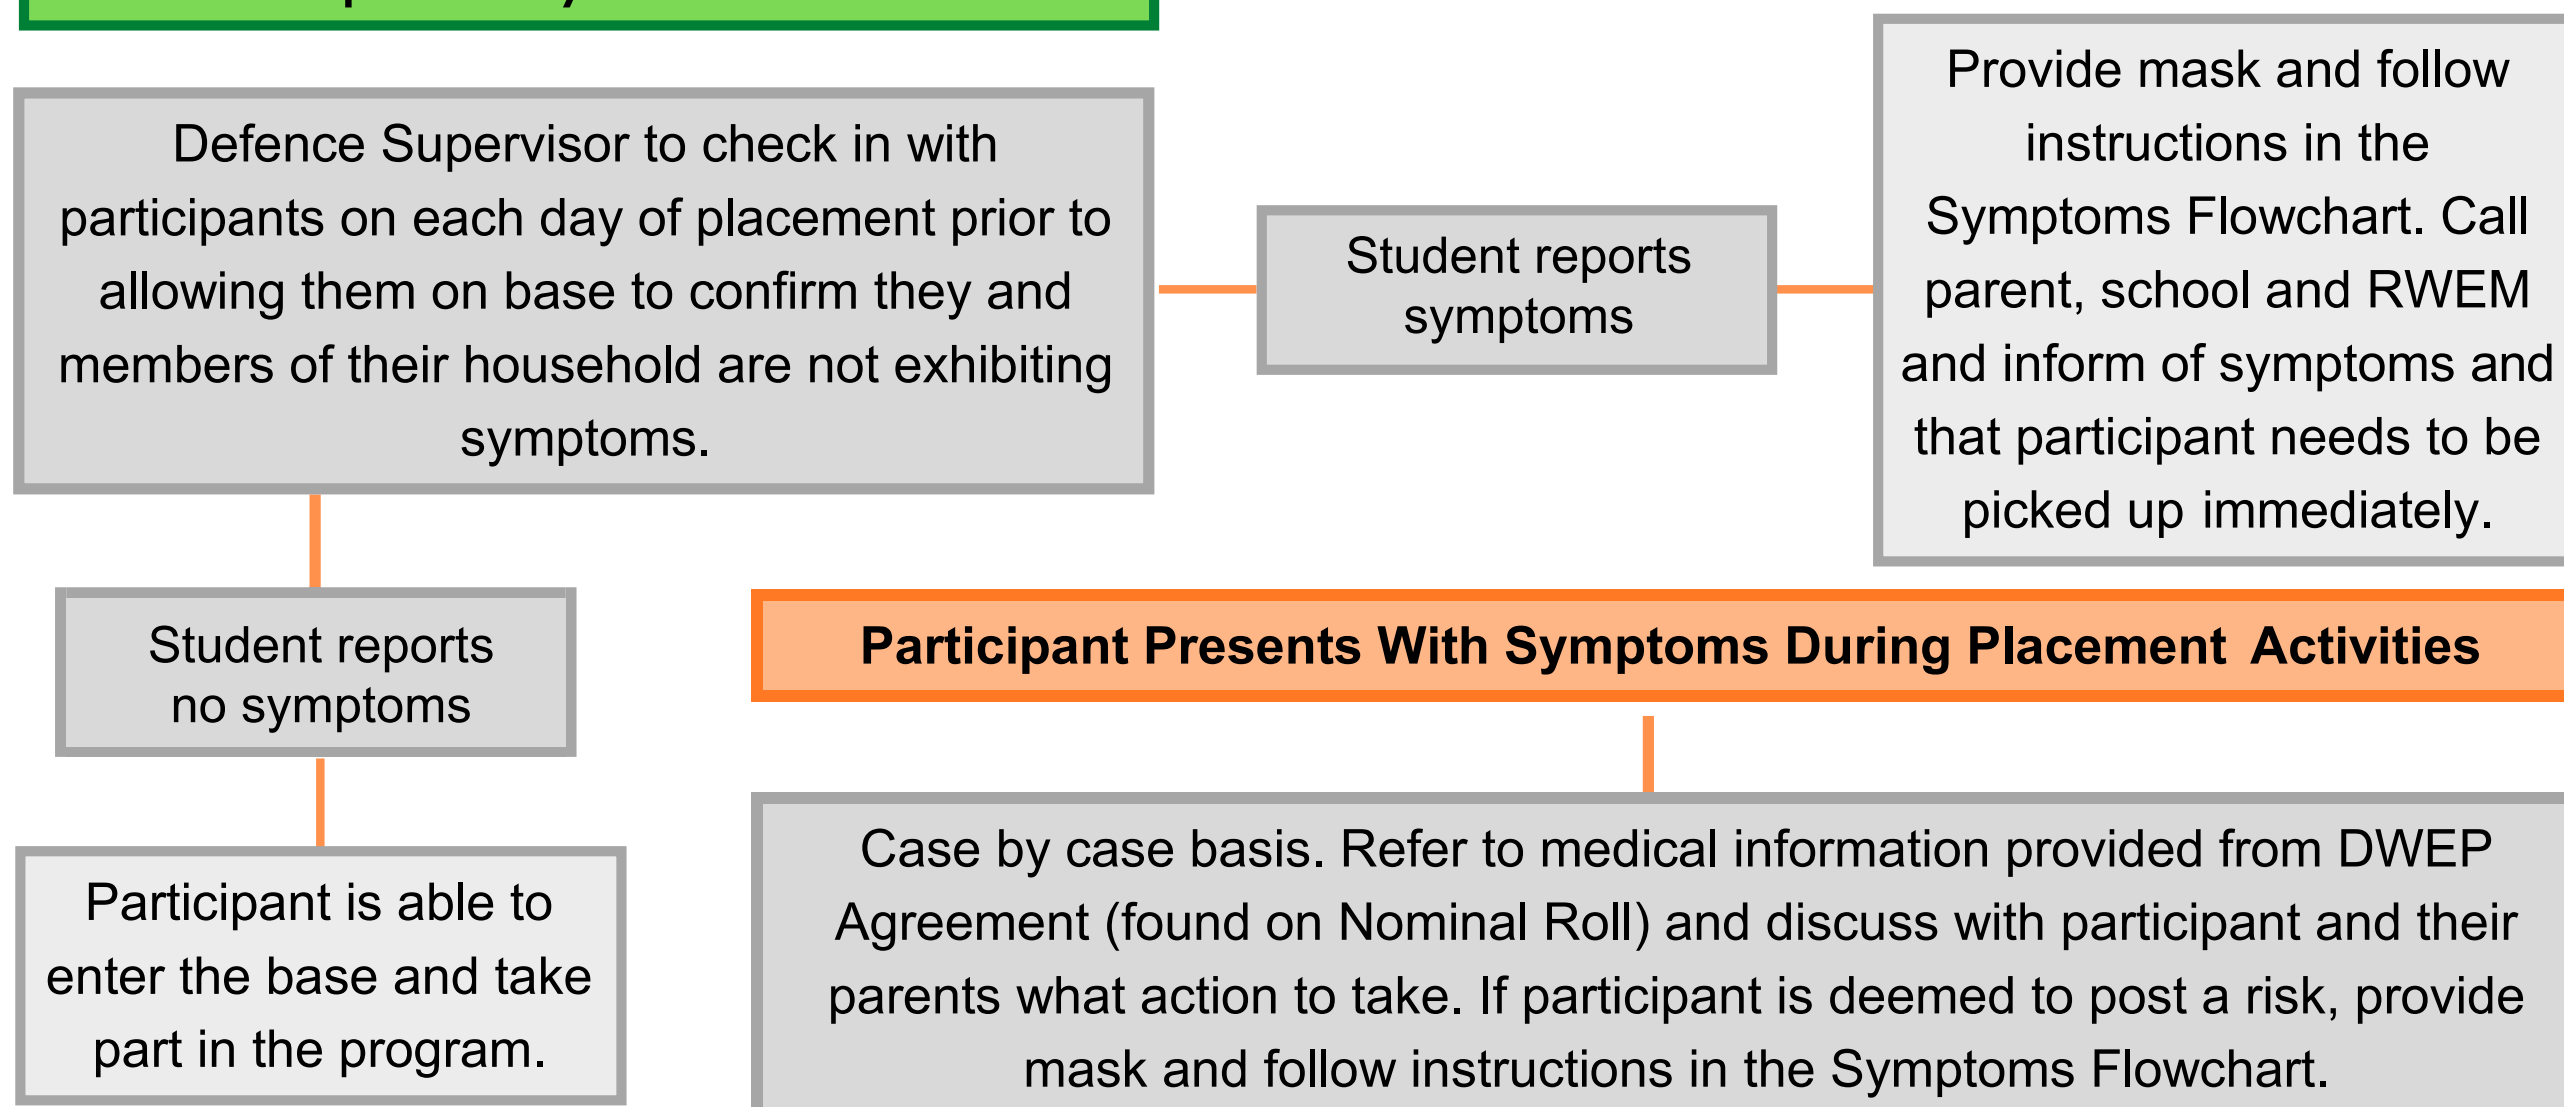 Defence Supervisor to check in with
participants on each day of placement prior to
allowing them on base to confirm they and
members of their household are not exhibiting
symptoms.
Student reports
symptoms
Provide mask and follow
instructions in the
Symptoms Flowchart. Call
parent, school and RWEM
and inform of symptoms and
that participant needs to be
picked up immediately.
Student reports
no symptoms
Participant is able to
enter the base and take
part in the program.
Participant Presents With Symptoms During Placement Activities
Case by case basis. Refer to medical information provided from DWEP
Agreement (found on Nominal Roll) and discuss with participant and their
parents what action to take. If participant is deemed to post a risk, provide
mask and follow instructions in the Symptoms Flowchart.